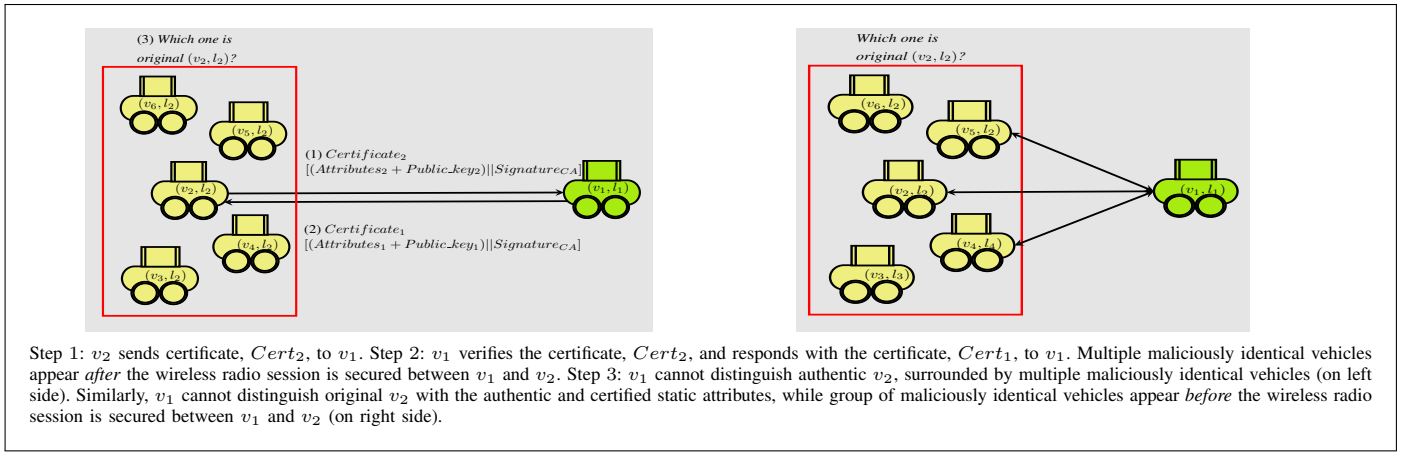 (3) Which one is
original (v₂, l₂)?
(v₆, l₂)
(v₅, l₂)
(v₂, l₂)
(v₄, l₂)
(v₃, l₂)
(1) Certificate₂
[(Attributes₂ + Public_key₂)||Signature_CA]
(v₁, l₁)
(2) Certificate₁
[(Attributes₁ + Public_key₁)||Signature_CA]
Which one is
original (v₂, l₂)?
(v₆, l₂)
(v₅, l₂)
(v₂, l₂)
(v₄, l₄)
(v₃, l₃)
(v₁, l₁)
Step 1: v₂ sends certificate, Cert₂, to v₁. Step 2: v₁ verifies the certificate, Cert₂, and responds with the certificate, Cert₁, to v₁. Multiple maliciously identical vehicles
appear after the wireless radio session is secured between v₁ and v₂. Step 3: v₁ cannot distinguish authentic v₂, surrounded by multiple maliciously identical vehicles (on left
side). Similarly, v₁ cannot distinguish original v₂ with the authentic and certified static attributes, while group of maliciously identical vehicles appear before the wireless radio
session is secured between v₁ and v₂ (on right side).